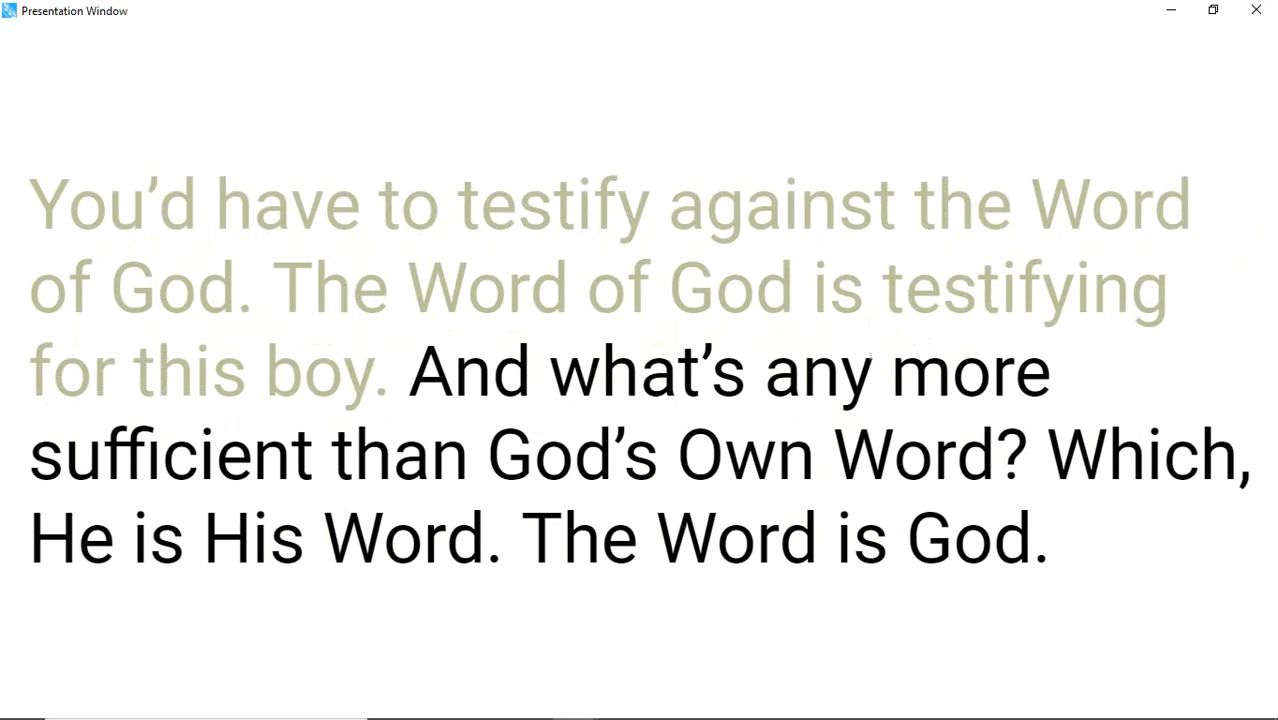 Presentation Window
You’d have to testify against the Word
of God. The Word of God is testifying
for this boy. And what’s any more
sufficient than God’s Own Word? Which,
He is His Word. The Word is God.